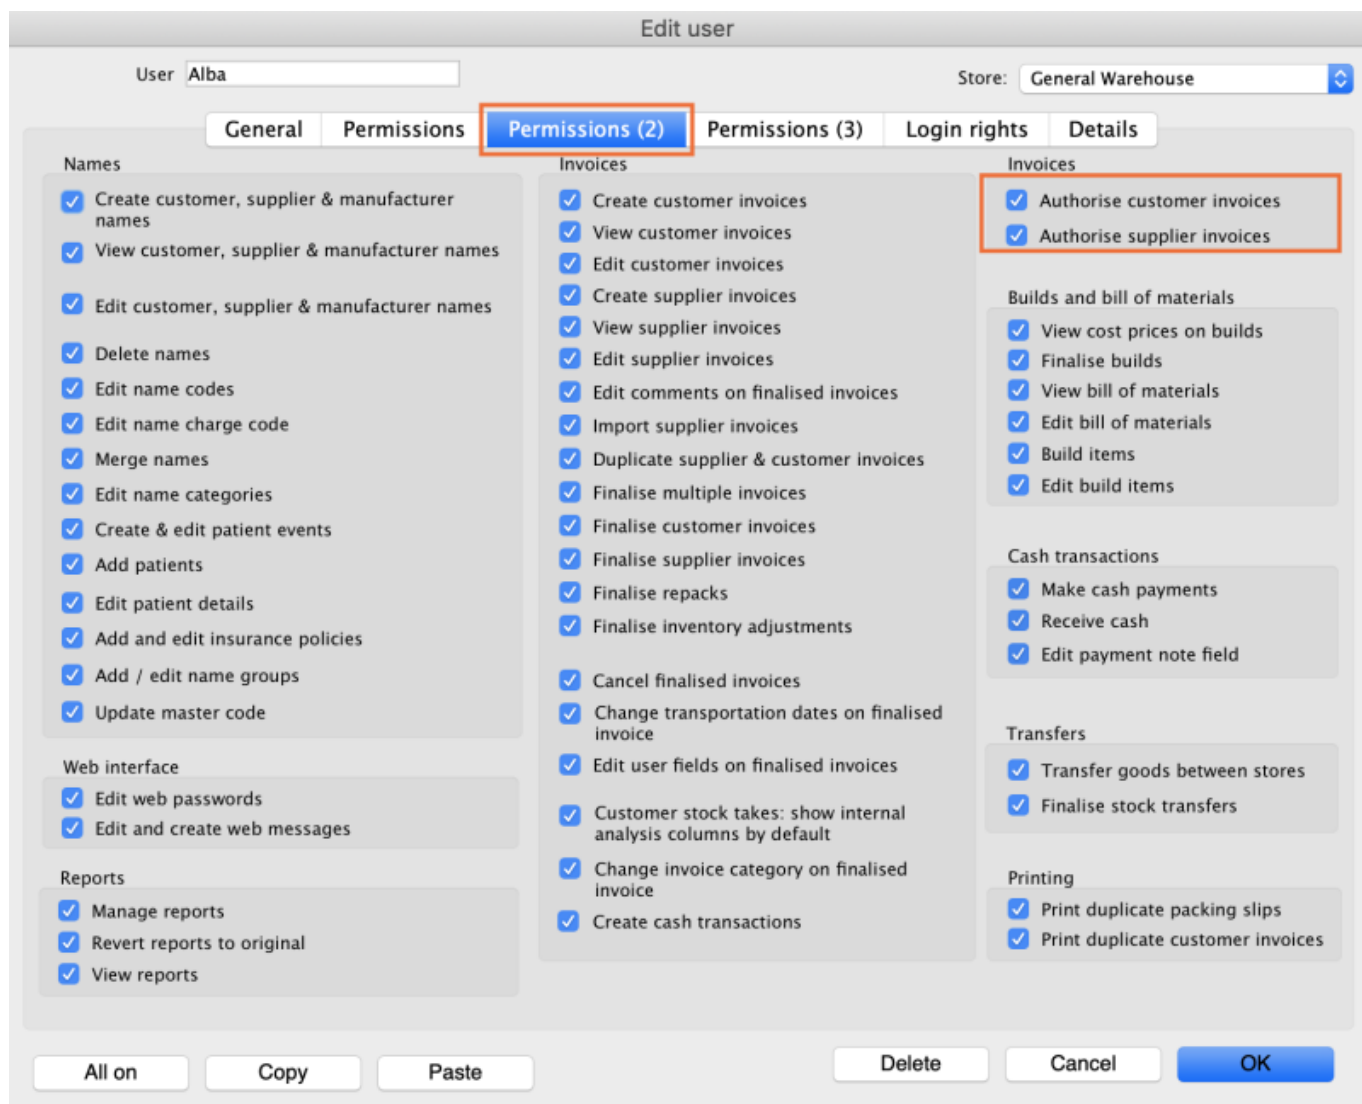 Edit user
User Alba
Store: General Warehouse
General
Permissions
Permissions (2)
Permissions (3)
Login rights
Details
Names
Create customer, supplier & manufacturer
names
View customer, supplier & manufacturer names
Edit customer, supplier & manufacturer names
Delete names
Edit name codes
Edit name charge code
Merge names
Edit name categories
Create & edit patient events
Add patients
Edit patient details
Add and edit insurance policies
Add / edit name groups
Update master code
Web interface
Edit web passwords
Edit and create web messages
Reports
Manage reports
Revert reports to original
View reports
Invoices
Create customer invoices
View customer invoices
Edit customer invoices
Create supplier invoices
View supplier invoices
Edit supplier invoices
Edit comments on finalised invoices
Import supplier invoices
Duplicate supplier & customer invoices
Finalise multiple invoices
Finalise customer invoices
Finalise supplier invoices
Finalise repacks
Finalise inventory adjustments
Cancel finalised invoices
Change transportation dates on finalised
invoice
Edit user fields on finalised invoices
Customer stock takes: show internal
analysis columns by default
Change invoice category on finalised
invoice
Create cash transactions
Invoices
Authorise customer invoices
Authorise supplier invoices
Builds and bill of materials
View cost prices on builds
Finalise builds
View bill of materials
Edit bill of materials
Build items
Edit build items
Cash transactions
Make cash payments
Receive cash
Edit payment note field
Transfers
Transfer goods between stores
Finalise stock transfers
Printing
Print duplicate packing slips
Print duplicate customer invoices
All on
Copy
Paste
Delete
Cancel
OK